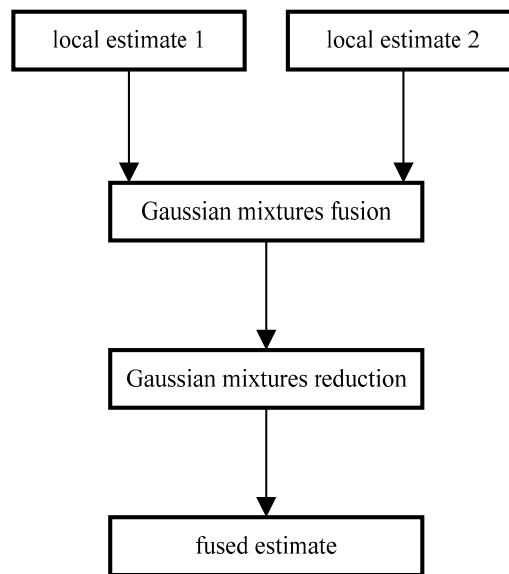 local estimate 1
local estimate 2
Gaussian mixtures fusion
Gaussian mixtures reduction
fused estimate